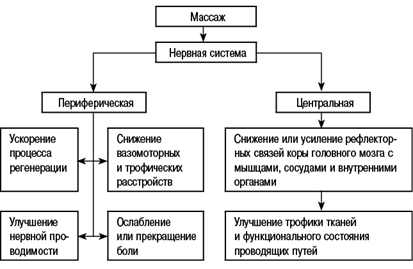 Массаж
Нервная система
Периферическая
Центральная
Ускорение
процесса
регенерации
Снижение
вазомоторных
и трофических
расстройств
Снижение или усиление рефлектор-
ных связей коры головного мозга с
мышцами, сосудами и внутренними
органами
Улучшение
нервной про-
водимости
Ослабление
или прекращение
боли
Улучшение трофики тканей
и функционального состояния
проводящих путей